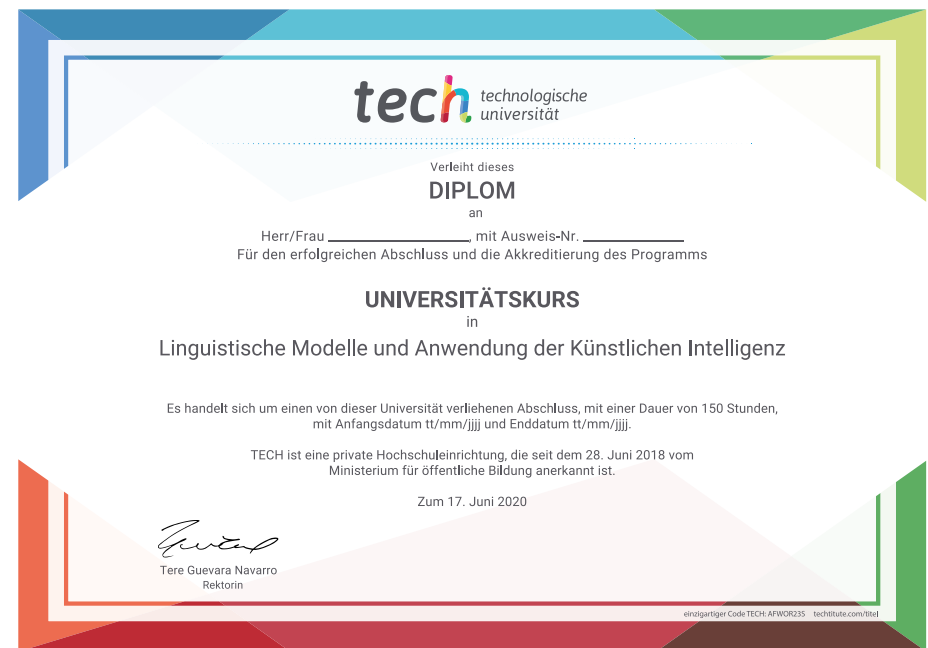 tech technologische
universität
Verleiht dieses
DIPLOM
an
Herr/Frau ____________________, mit Ausweis-Nr. ______________
Für den erfolgreichen Abschluss und die Akkreditierung des Programms
UNIVERSITÄTSKURS
in
Linguistische Modelle und Anwendung der Künstlichen Intelligenz
Es handelt sich um einen von dieser Universität verliehenen Abschluss, mit einer Dauer von 150 Stunden,
mit Anfangsdatum tt/mm/jjjj und Enddatum tt/mm/jjjj.
TECH ist eine private Hochschuleinrichtung, die seit dem 28. Juni 2018 vom
Ministerium für öffentliche Bildung anerkannt ist.
Zum 17. Juni 2020
Tere Guevara Navarro
Rektorin
einzigartiger Code TECH: AFWOR23S techtitute.com/titel